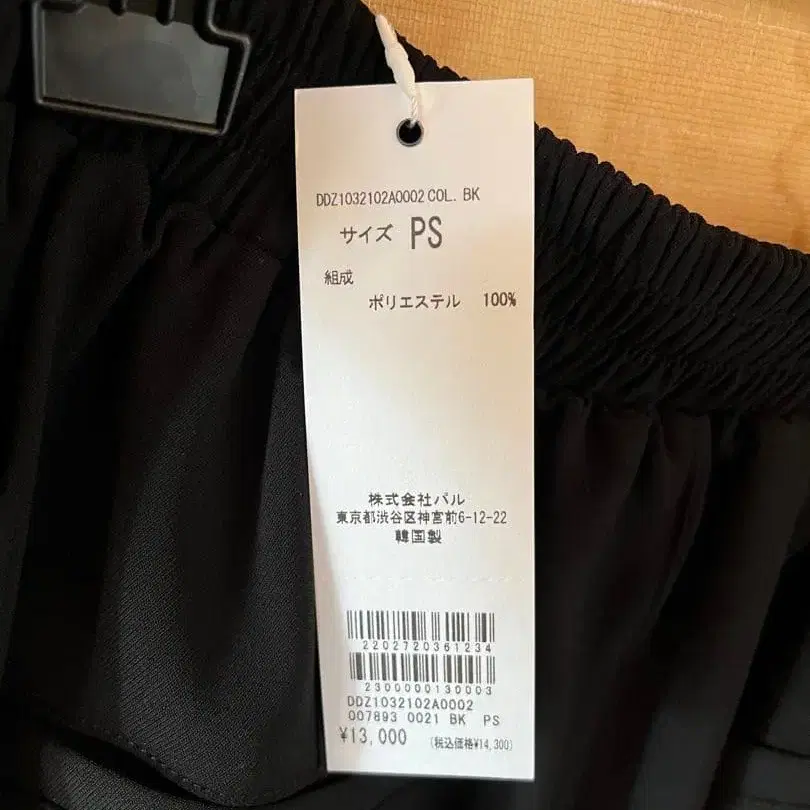 DDZ1032102A0002 COL. BK
サイズ PS
組成
ポリエステル 100%
株式会社パル
東京都渋谷区神宮前6-12-22
韓国製
2202720361234
2300000130003
DDZ1032102A0002
007893 0021 BK PS
¥13,000 (税込価格¥14,300)